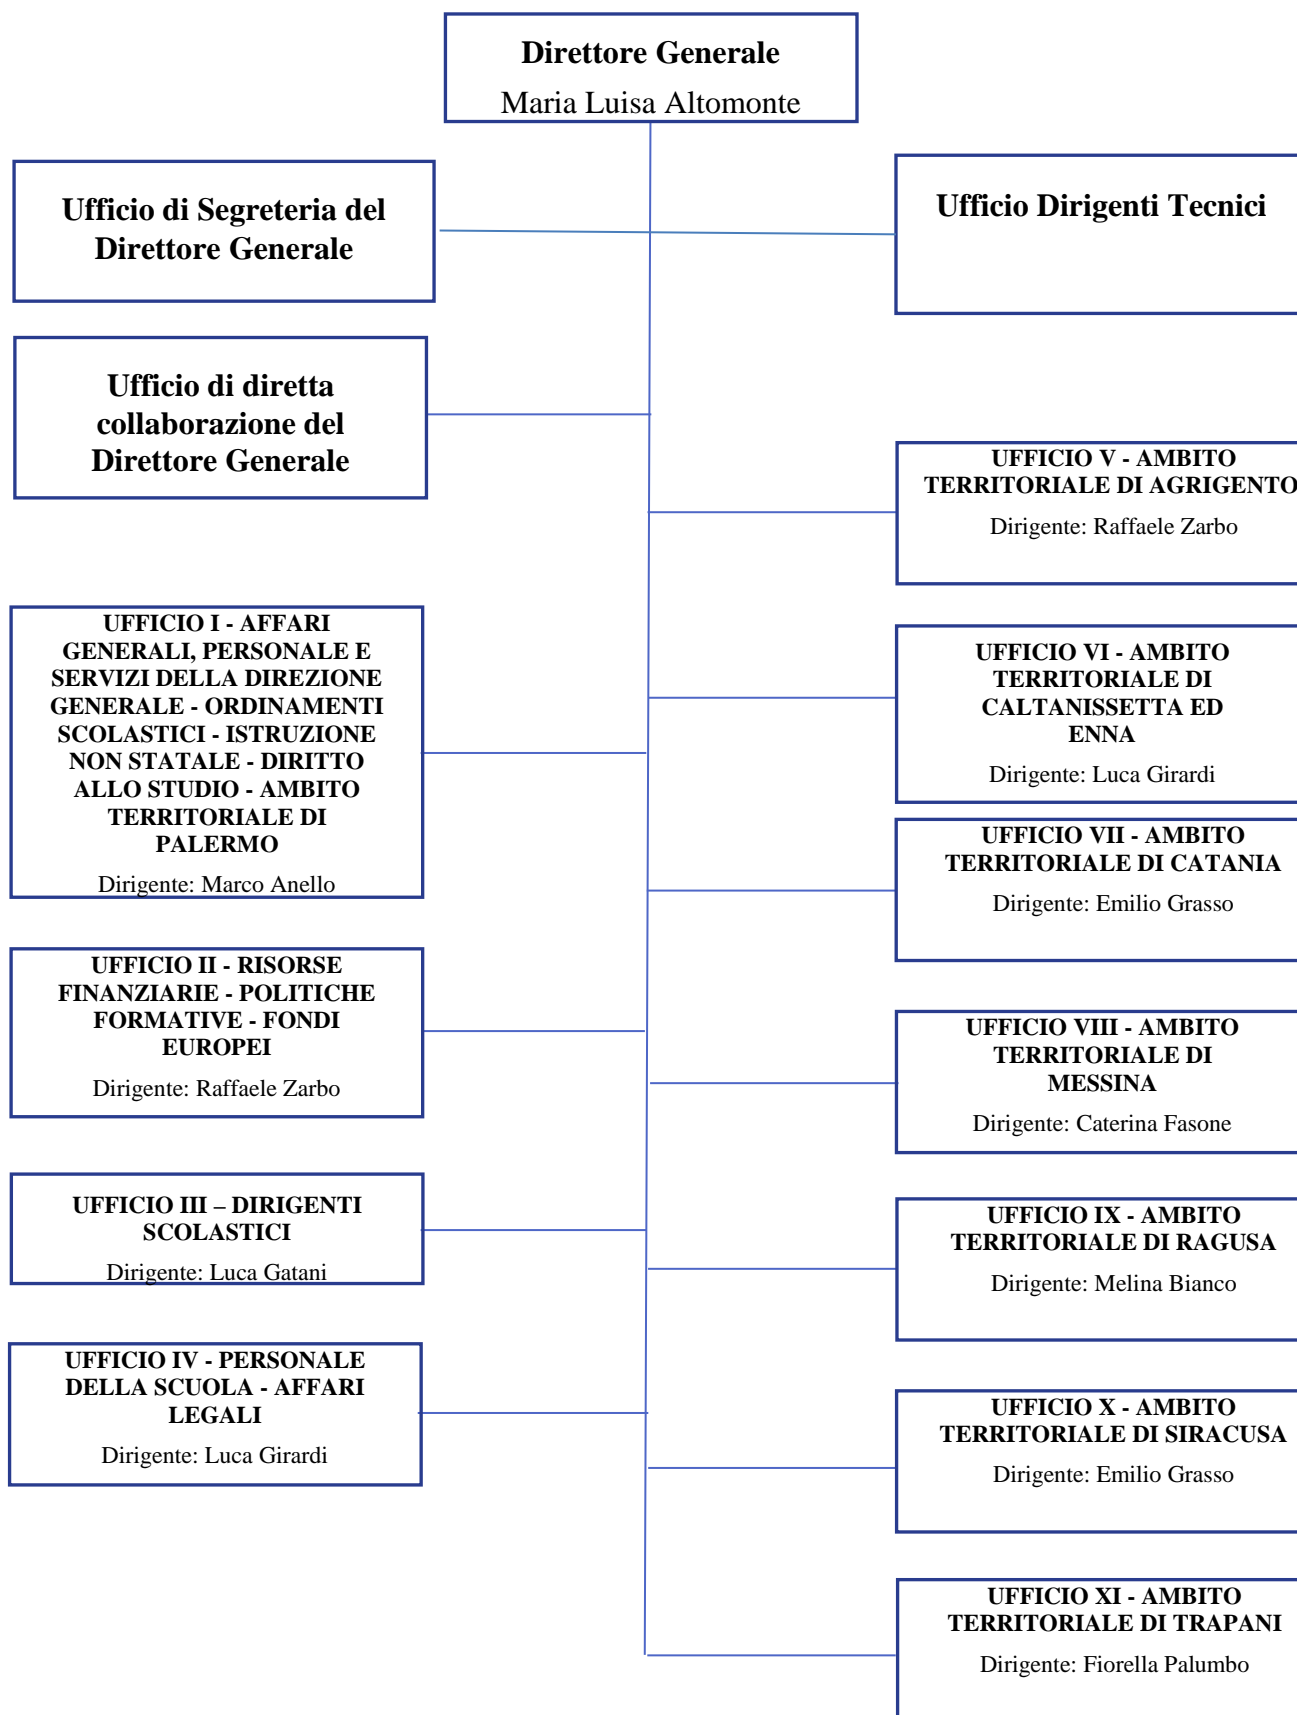 Direttore Generale
Maria Luisa Altomonte
Ufficio di Segreteria del
Direttore Generale
Ufficio Dirigenti Tecnici
Ufficio di diretta
collaborazione del
Direttore Generale
UFFICIO I - AFFARI
GENERALI, PERSONALE E
SERVIZI DELLA DIREZIONE
GENERALE - ORDINAMENTI
SCOLASTICI - ISTRUZIONE
NON STATALE - DIRITTO
ALLO STUDIO - AMBITO
TERRITORIALE DI
PALERMO
Dirigente: Marco Anello
UFFICIO II - RISORSE
FINANZIARIE - POLITICHE
FORMATIVE - FONDI
EUROPEI
Dirigente: Raffaele Zarbo
UFFICIO III – DIRIGENTI
SCOLASTICI
Dirigente: Luca Gatani
UFFICIO IV - PERSONALE
DELLA SCUOLA - AFFARI
LEGALI
Dirigente: Luca Girardi
UFFICIO V - AMBITO
TERRITORIALE DI AGRIGENTO
Dirigente: Raffaele Zarbo
UFFICIO VI - AMBITO
TERRITORIALE DI
CALTANISSETTA ED
ENNA
Dirigente: Luca Girardi
UFFICIO VII - AMBITO
TERRITORIALE DI CATANIA
Dirigente: Emilio Grasso
UFFICIO VIII - AMBITO
TERRITORIALE DI
MESSINA
Dirigente: Caterina Fasone
UFFICIO IX - AMBITO
TERRITORIALE DI RAGUSA
Dirigente: Melina Bianco
UFFICIO X - AMBITO
TERRITORIALE DI SIRACUSA
Dirigente: Emilio Grasso
UFFICIO XI - AMBITO
TERRITORIALE DI TRAPANI
Dirigente: Fiorella Palumbo